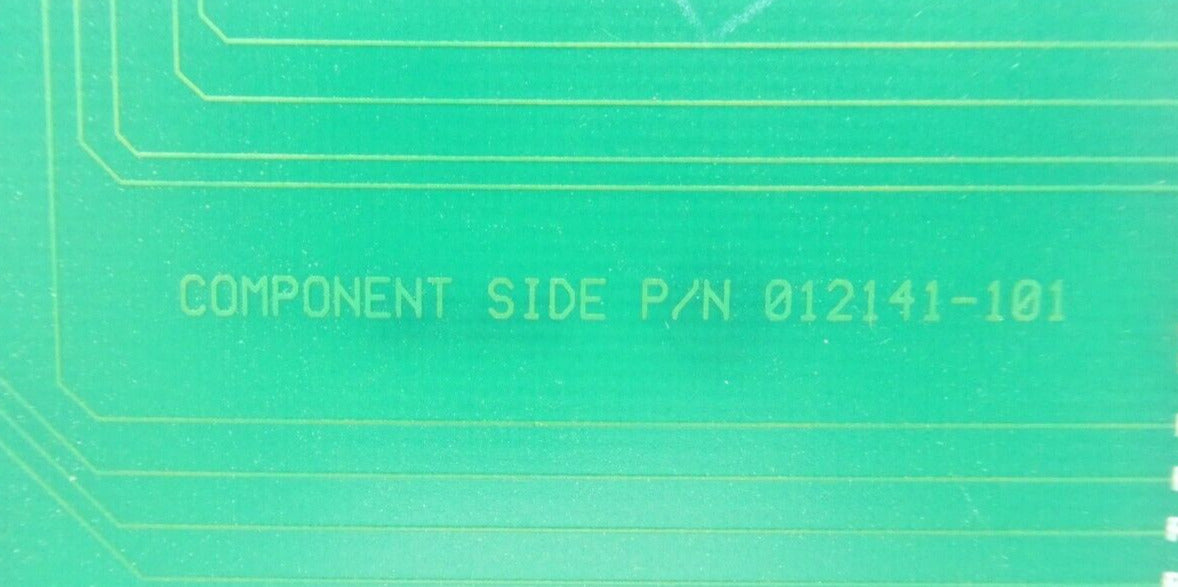 COMPONENT SIDE P/N 012141-101